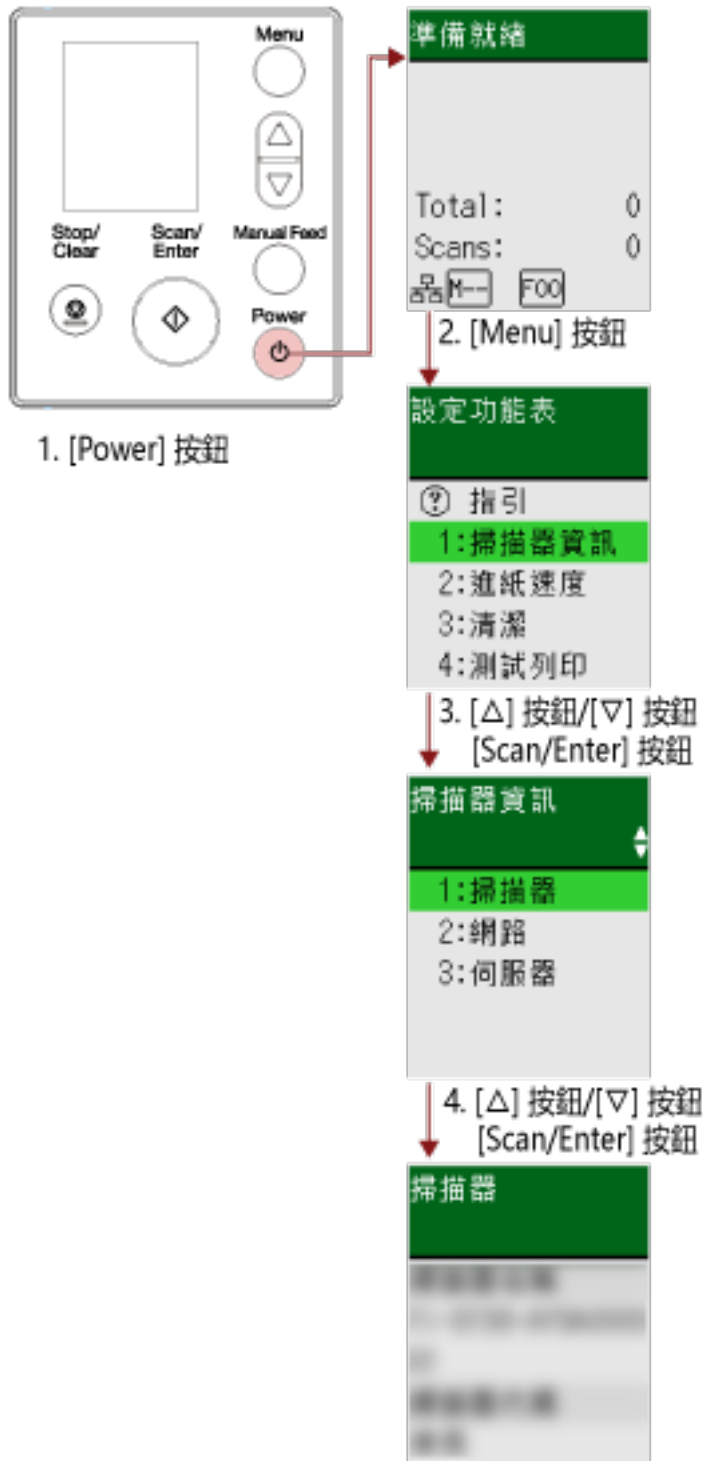 Menu
Stop/
Clear
Scan/
Enter
Manual Feed
Power
1. [Power] 按鈕
準備就緒
Total: 0
Scans: 0
M-- F00
2. [Menu] 按鈕
設定功能表
? 指引
1:掃描器資訊
2:進紙速度
3:清潔
4:測試列印
3. [△] 按鈕/[▽] 按鈕
[Scan/Enter] 按鈕
掃描器資訊
1:掃描器
2:網路
3:伺服器
4. [△] 按鈕/[▽] 按鈕
[Scan/Enter] 按鈕
掃描器